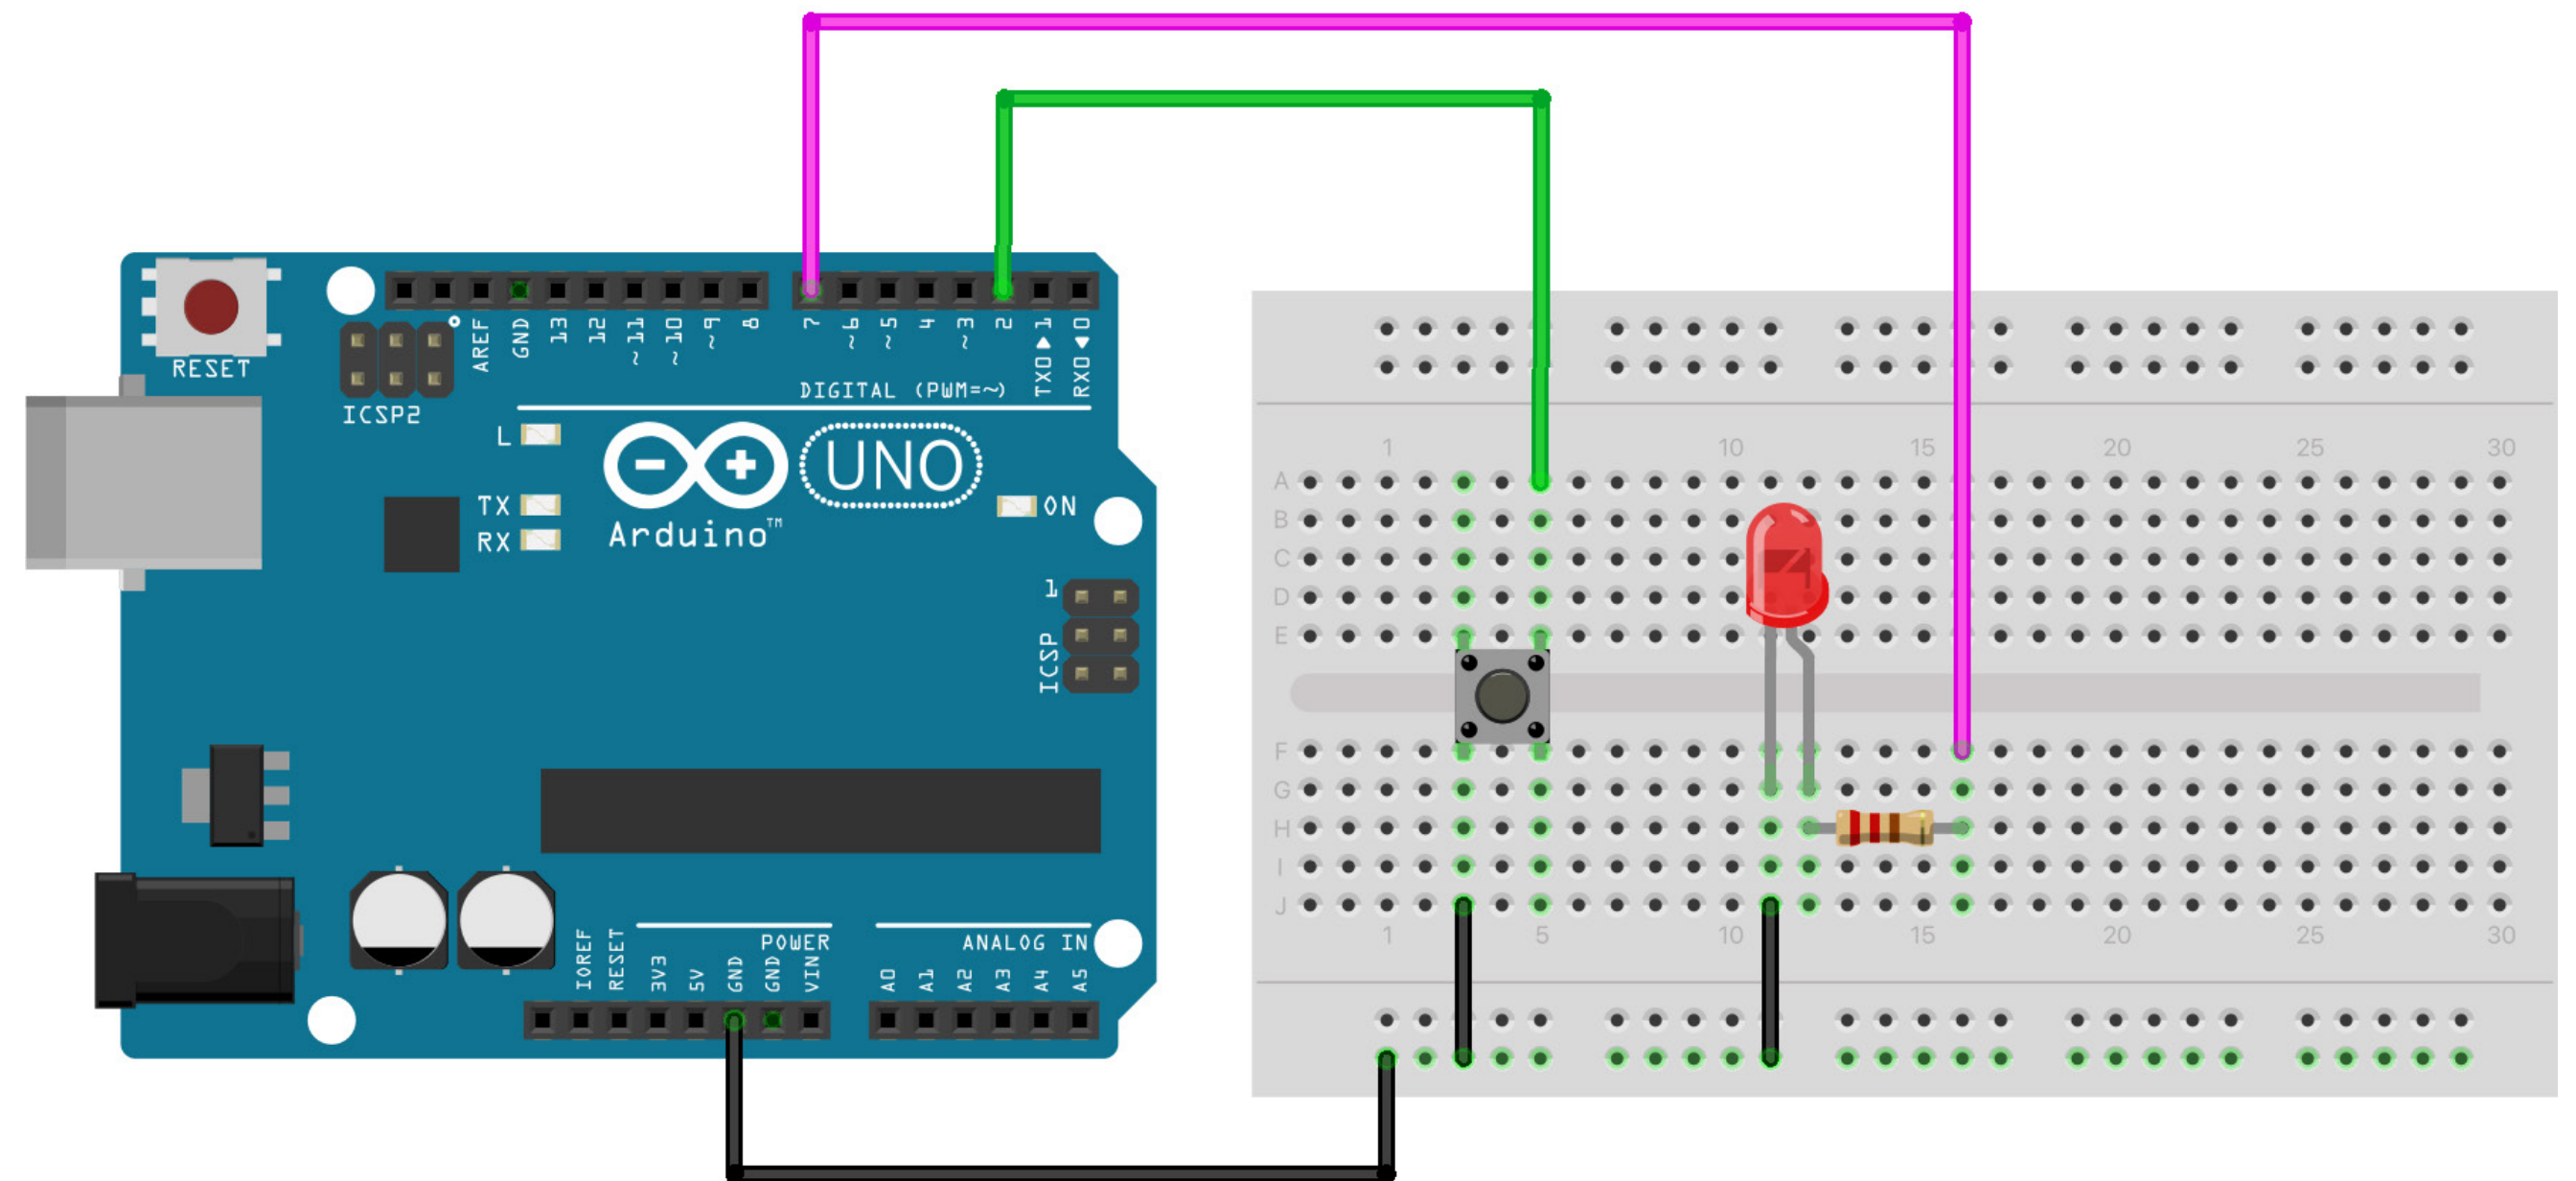 RESET
ICSP2
AREF
GND
13
12
~11
~10
~9
8
7
~6
~5
4
~3
2
TX0▶1
RX0◀0
DIGITAL (PWM=~)
L
TX
RX
UNO
Arduino™
ON
1
ICSP
IOREF
RESET
3V3
5V
GND
GND
VIN
POWER
ANALOG IN
A0
A1
A2
A3
A4
A5
1 10 15 20 25 30
A
B
C
D
E
F
G
H
I
J
1 5 10 15 20 25 30